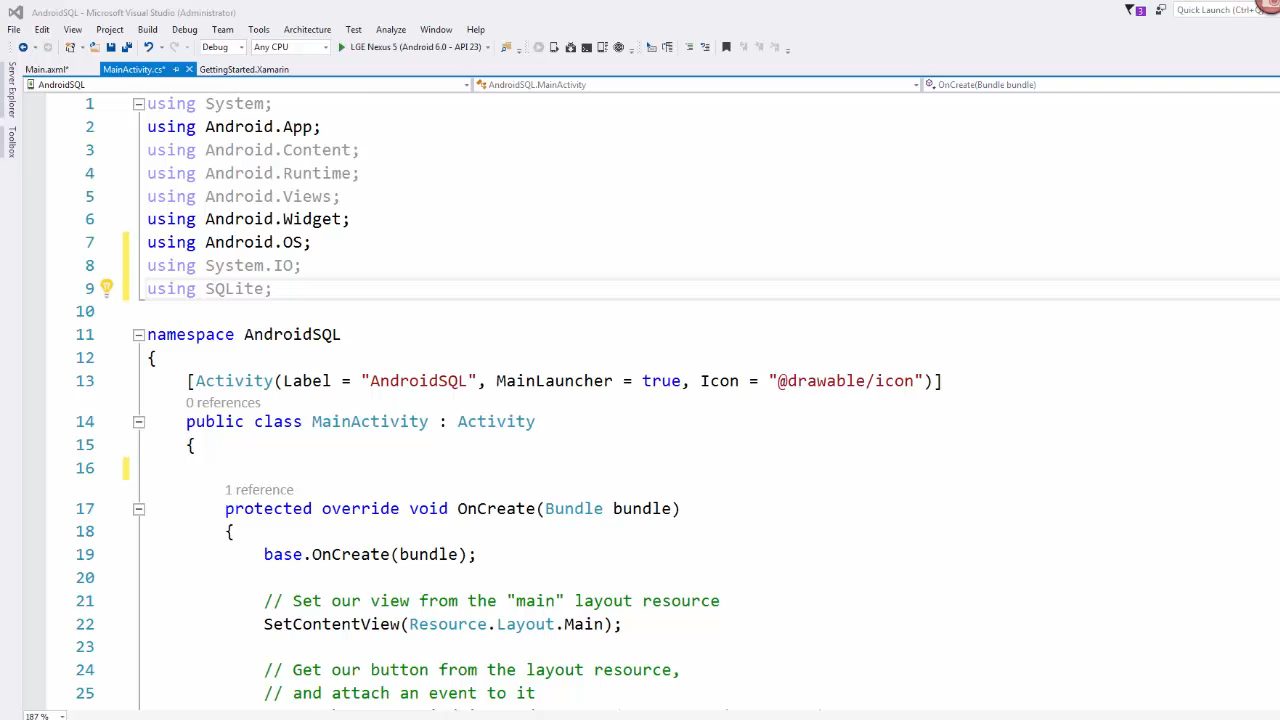 AndroidSQL - Microsoft Visual Studio (Administrator)
3
Quick Launch (Ctrl+Q
File Edit View Project Build Debug Team Tools Architecture Test Analyze Window Help
Debug Any CPU LGE Nexus 5 (Android 6.0 - API 23)
Server Explorer
Toolbox
Main.axml* MainActivity.cs* GettingStarted.Xamarin
AndroidSQL AndroidSQL.MainActivity OnCreate(Bundle bundle)
1 using System;
2 using Android.App;
3 using Android.Content;
4 using Android.Runtime;
5 using Android.Views;
6 using Android.Widget;
7 using Android.OS;
8 using System.IO;
9 using SQLite;
10
11 namespace AndroidSQL
12 {
13 [Activity(Label = "AndroidSQL", MainLauncher = true, Icon = "@drawable/icon")]
0 references
14 public class MainActivity : Activity
15 {
16
1 reference
17 protected override void OnCreate(Bundle bundle)
18 {
19 base.OnCreate(bundle);
20
21 // Set our view from the "main" layout resource
22 SetContentView(Resource.Layout.Main);
23
24 // Get our button from the layout resource,
25 // and attach an event to it
187 %